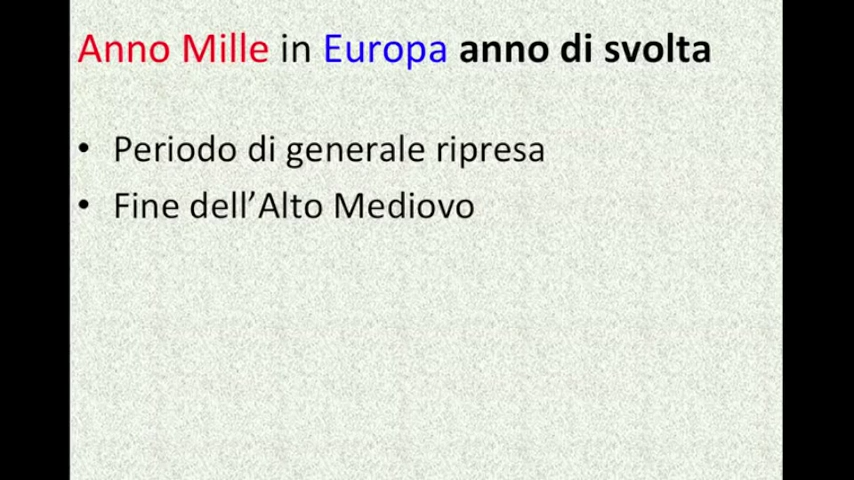 Anno Mille in Europa anno di svolta
• Periodo di generale ripresa
• Fine dell’Alto Mediovo